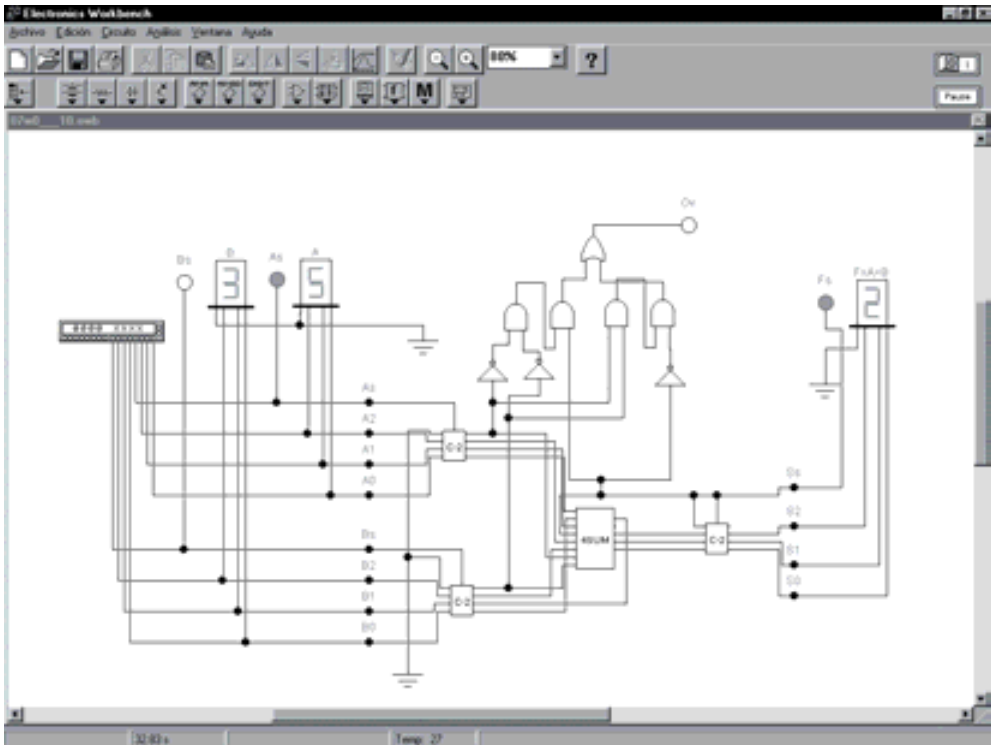 Electronics Workbench
Archivo Edición Circuito Análisis Ventana Ayuda
80% ?
M
Pause
Ov
Bs B As A
3 5
Fs F=A+B
2
As
A2
A1
A0
C-2
Bs
B2
B1
B0
C-2
4SUM
C-2
Ss
S2
S1
S0
Temp: 27